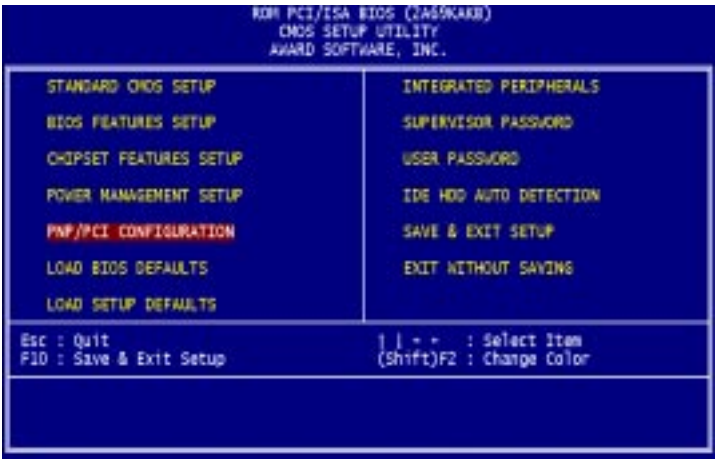 ROM PCI/ISA BIOS (2A69KAKB)
CMOS SETUP UTILITY
AWARD SOFTWARE, INC.
STANDARD CMOS SETUP
BIOS FEATURES SETUP
CHIPSET FEATURES SETUP
POWER MANAGEMENT SETUP
PNP/PCI CONFIGURATION
LOAD BIOS DEFAULTS
LOAD SETUP DEFAULTS
INTEGRATED PERIPHERALS
SUPERVISOR PASSWORD
USER PASSWORD
IDE HDD AUTO DETECTION
SAVE & EXIT SETUP
EXIT WITHOUT SAVING
Esc : Quit
F10 : Save & Exit Setup
: Select Item
(Shift)F2 : Change Color